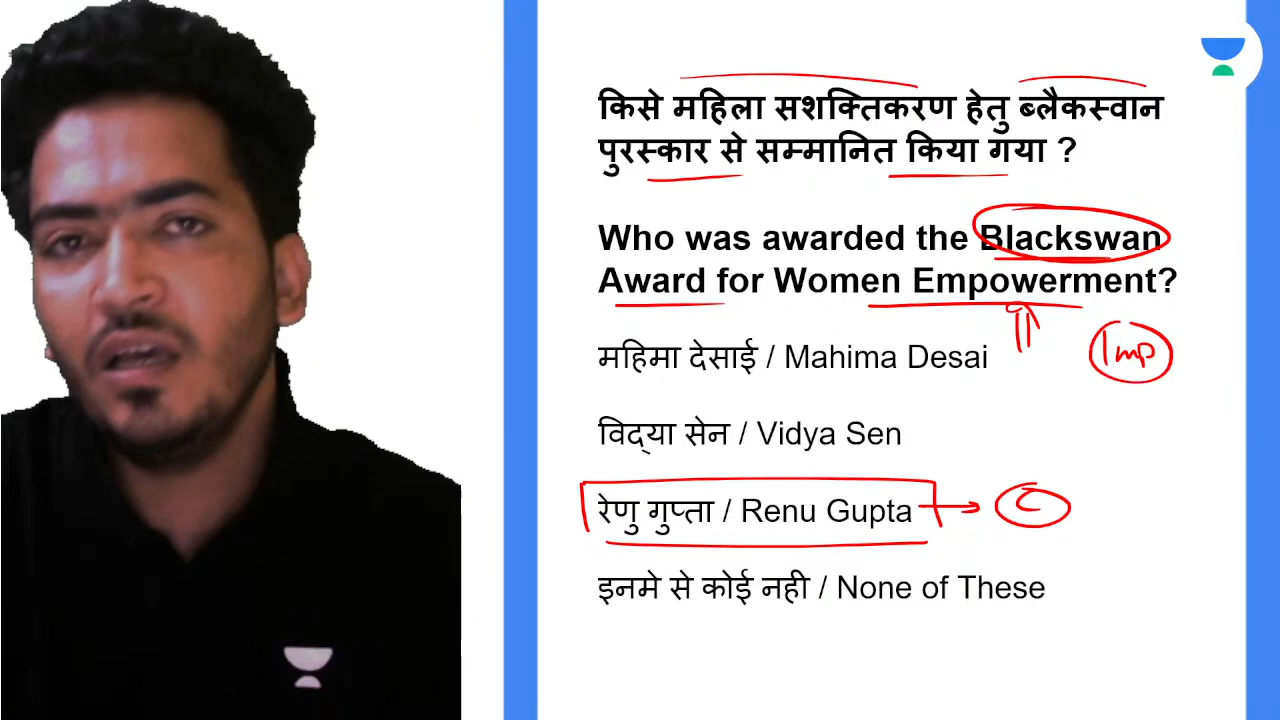 किसे महिला सशक्तिकरण हेतु ब्लैकस्वान
पुरस्कार से सम्मानित किया गया ?
Who was awarded the Blackswan
Award for Women Empowerment?
महिमा देसाई / Mahima Desai
Imp
विद्या सेन / Vidya Sen
रेणु गुप्ता / Renu Gupta
C
इनमे से कोई नही / None of These